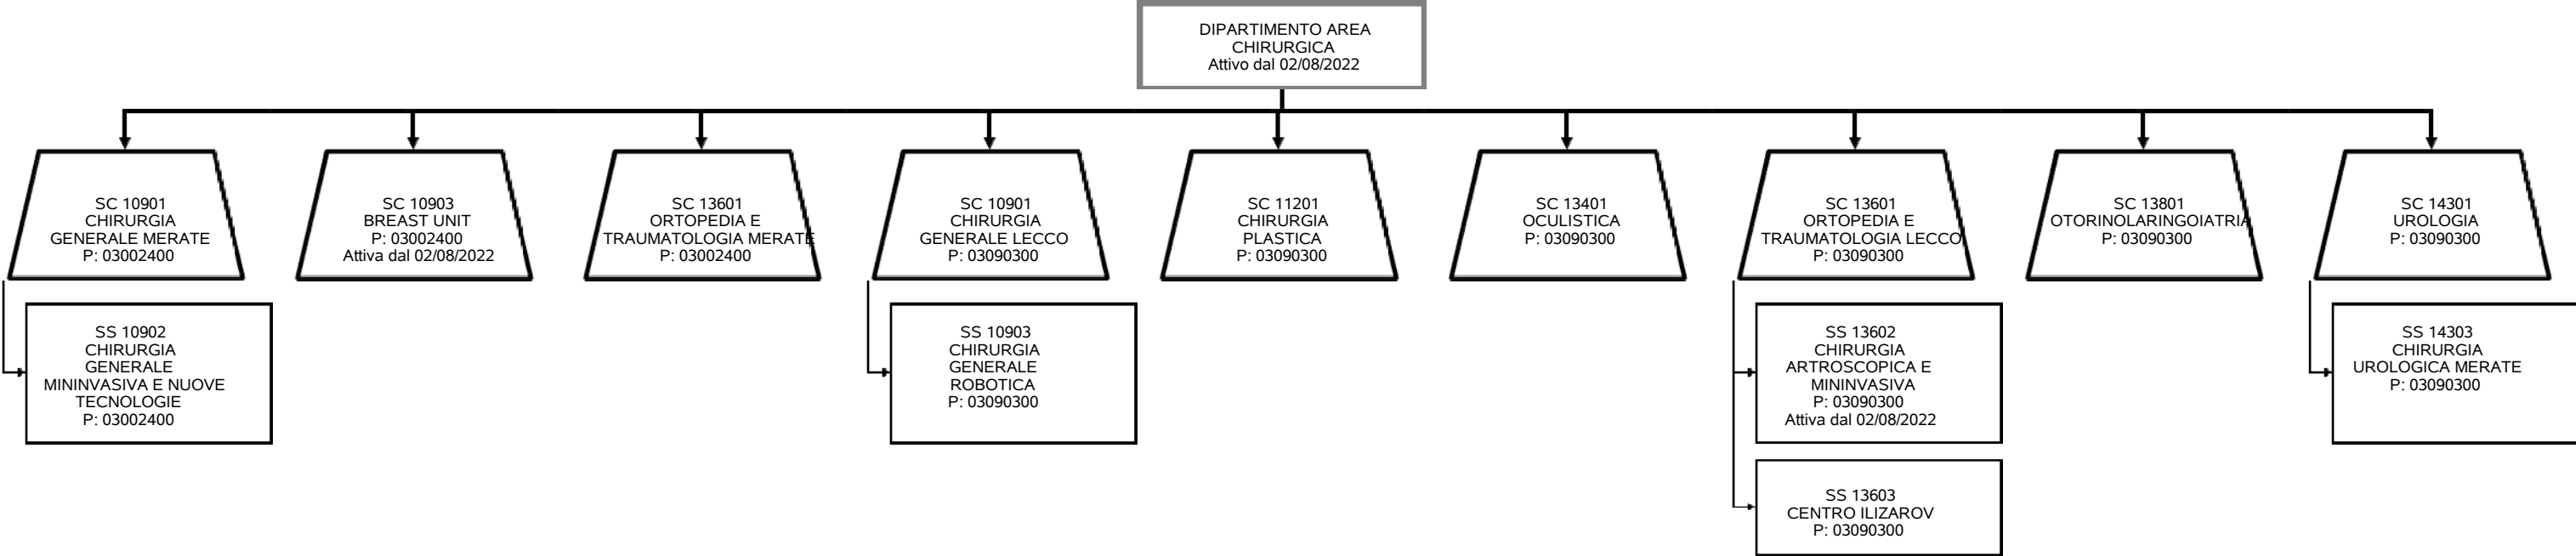 DIPARTIMENTO AREA
CHIRURGICA
Attivo dal 02/08/2022
SC 10901
CHIRURGIA
GENERALE MERATE
P: 03002400
SC 10903
BREAST UNIT
P: 03002400
Attiva dal 02/08/2022
SC 13601
ORTOPEDIA E
TRAUMATOLOGIA MERATE
P: 03002400
SC 10901
CHIRURGIA
GENERALE LECCO
P: 03090300
SC 11201
CHIRURGIA
PLASTICA
P: 03090300
SC 13401
OCULISTICA
P: 03090300
SC 13601
ORTOPEDIA E
TRAUMATOLOGIA LECCO
P: 03090300
SC 13801
OTORINOLARINGOIATRIA
P: 03090300
SC 14301
UROLOGIA
P: 03090300
SS 10902
CHIRURGIA
GENERALE
MININVASIVA E NUOVE
TECNOLOGIE
P: 03002400
SS 10903
CHIRURGIA
GENERALE
ROBOTICA
P: 03090300
SS 13602
CHIRURGIA
ARTROSCOPICA E
MININVASIVA
P: 03090300
Attiva dal 02/08/2022
SS 14303
CHIRURGIA
UROLOGICA MERATE
P: 03090300
SS 13603
CENTRO ILIZAROV
P: 03090300